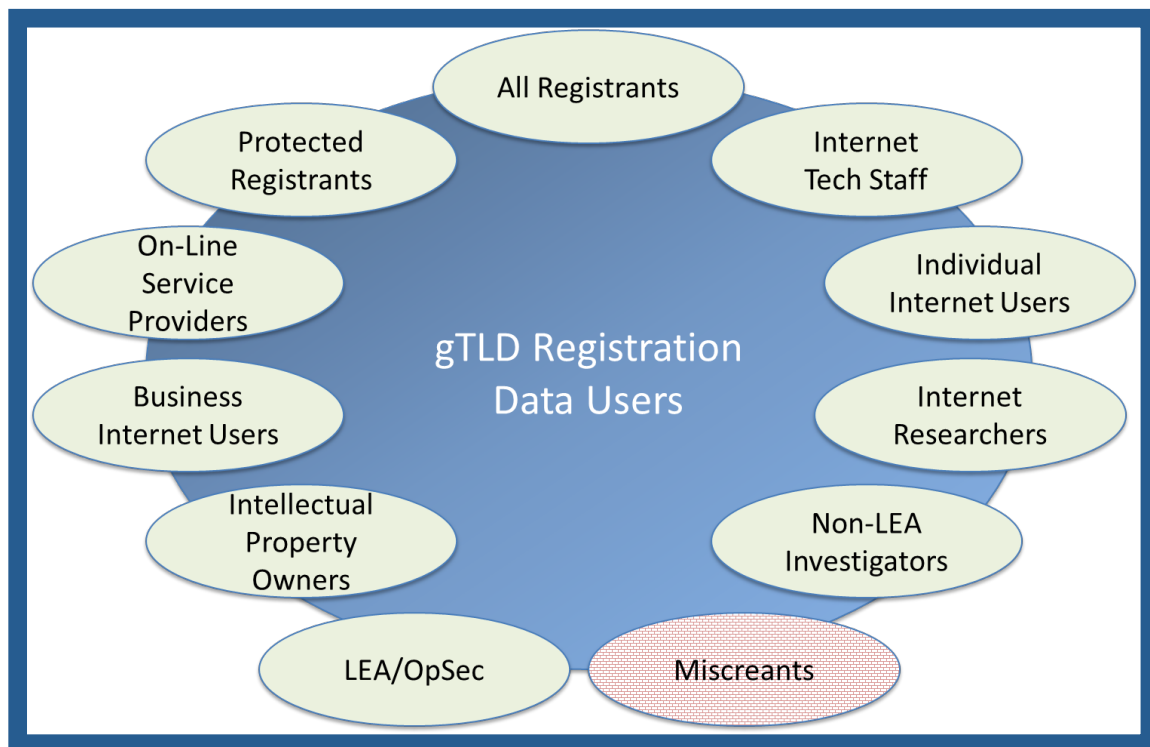 All Registrants
Protected
Registrants
Internet
Tech Staff
On-Line
Service
Providers
Individual
Internet Users
gTLD Registration
Data Users
Business
Internet Users
Internet
Researchers
Intellectual
Property
Owners
Non-LEA
Investigators
LEA/OpSec
Miscreants